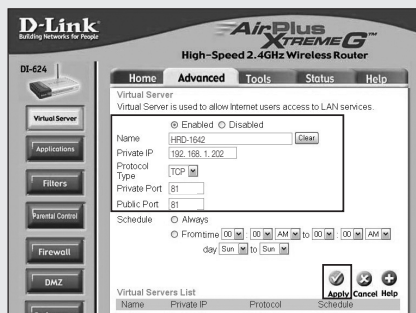 D-Link
Building Networks for People
AirPlus
XTREME G™
High-Speed 2.4GHz Wireless Router
DI-624
Home Advanced Tools Status Help
Virtual Server
Virtual Server is used to allow Internet users access to LAN services.
Enabled Disabled
Name HRD-1642 Clear
Private IP 192. 168. 1. 202
Protocol Type TCP
Private Port 81
Public Port 81
Schedule Always
From time 00 : 00 AM to 00 : 00 AM
day Sun to Sun
Apply Cancel Help
Virtual Servers List
Name Private IP Protocol Schedule
Virtual Server
Applications
Filters
Parental Control
Firewall
DMZ